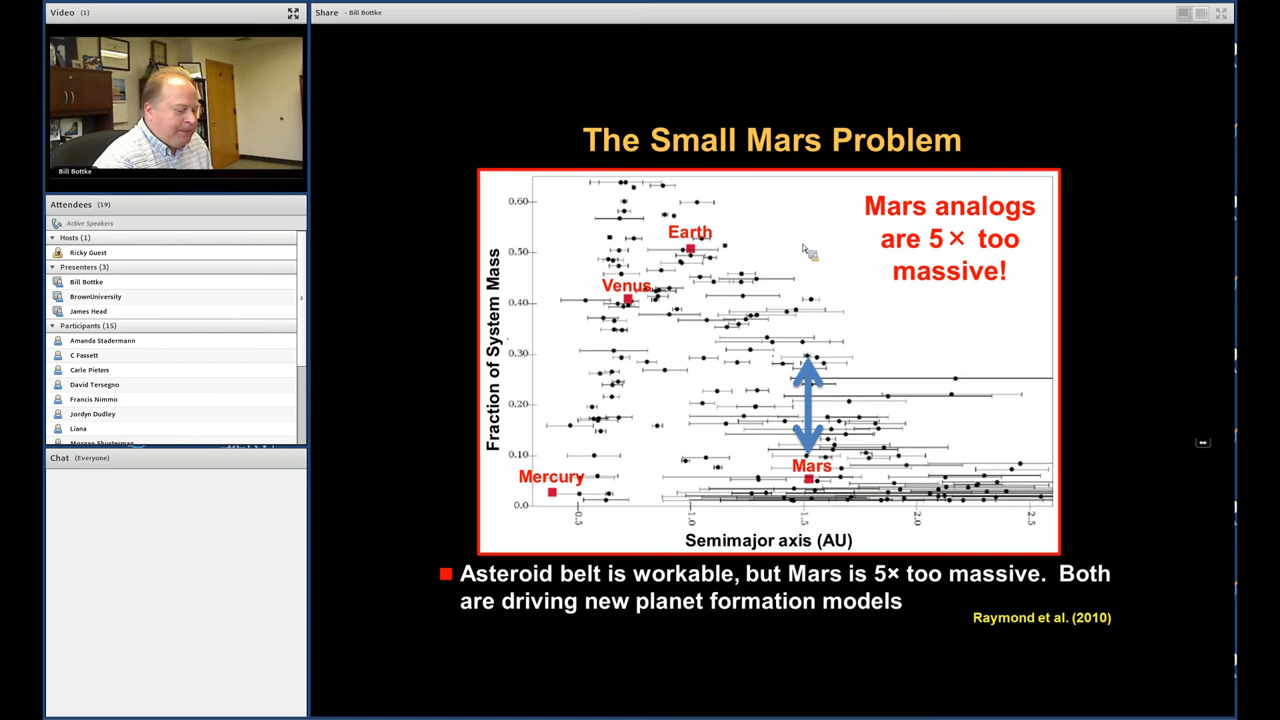 Video (1)
Bill Bottke
Attendees (19)
Active Speakers
Hosts (1)
Ricky Guest
Presenters (3)
Bill Bottke
BrownUniversity
James Head
Participants (15)
Amanda Stadermann
C Fassett
Carle Pieters
David Tersegno
Francis Nimmo
Jordyn Dudley
Liana
Morgan Shusterman
Chat (Everyone)
Share - Bill Bottke
The Small Mars Problem
Mars analogs
are 5× too
massive!
Fraction of System Mass
0.60
0.50
0.40
0.30
0.20
0.10
0.0
Earth
Venus
Mars
Mercury
0.5
1.0
1.5
2.0
2.5
Semimajor axis (AU)
Asteroid belt is workable, but Mars is 5× too massive. Both
are driving new planet formation models
Raymond et al. (2010)